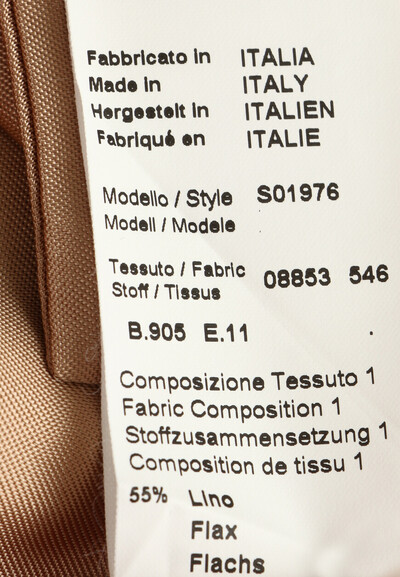 Fabbricato in ITALIA
Made in ITALY
Hergestelt in ITALIEN
Fabriqué en ITALIE
Modello / Style S01976
Modell / Modele
Tessuto / Fabric 08853 546
Stoff / Tissus
B.905 E.11
Composizione Tessuto 1
Fabric Composition 1
Stoffzusammensetzung 1
Composition de tissu 1
55% Lino
Flax
Flachs